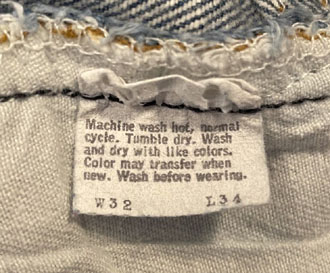 Machine wash hot, normal
cycle. Tumble dry. Wash
and dry with like colors.
Color may transfer when
new. Wash before wearing.
W32 L34